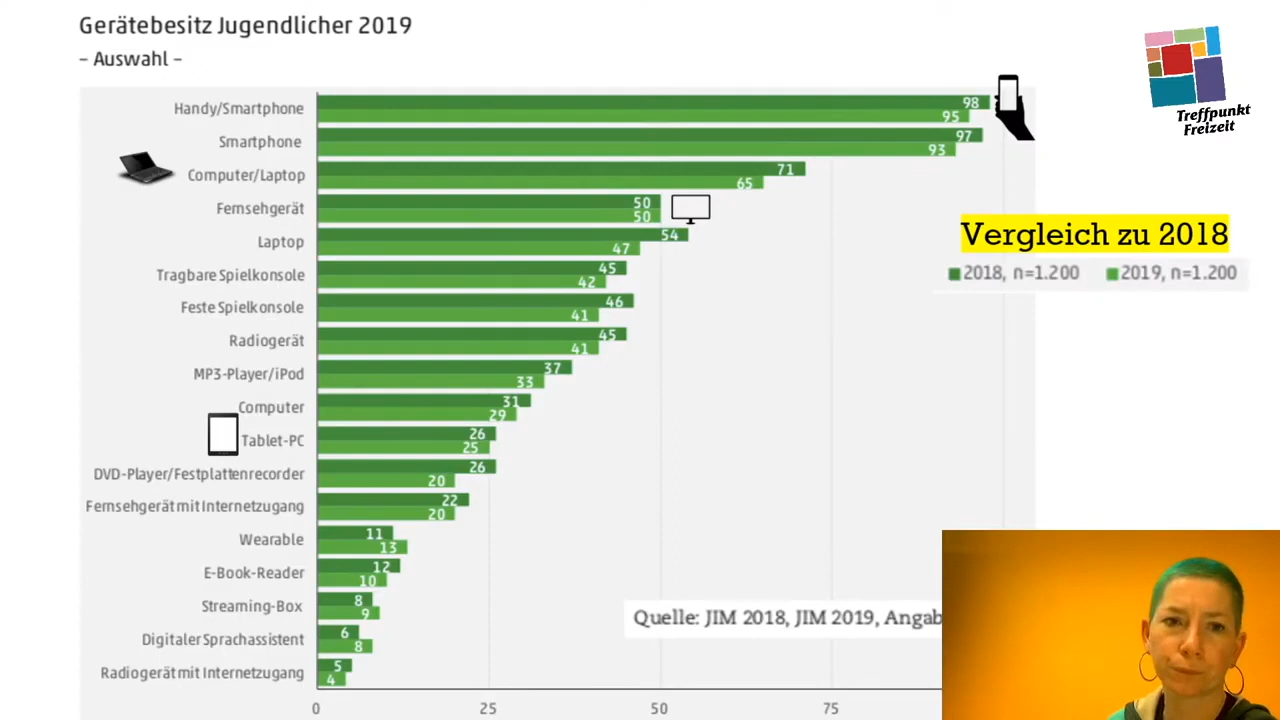 Gerätebesitz Jugendlicher 2019
– Auswahl –
Treffpunkt
Freizeit
Handy/Smartphone 98 95
Smartphone 97 93
Computer/Laptop 71 65
Fernsehgerät 50 50
Laptop 54 47
Tragbare Spielkonsole 45 42
Feste Spielkonsole 46 41
Radiogerät 45 41
MP3-Player/iPod 37 33
Computer 31 29
Tablet-PC 26 25
DVD-Player/Festplattenrecorder 26 20
Fernsehgerät mit Internetzugang 22 20
Wearable 11 13
E-Book-Reader 12 10
Streaming-Box 8 9
Digitaler Sprachassistent 6 8
Radiogerät mit Internetzugang 5 4
0 25 50 75
Vergleich zu 2018
2018, n=1.200 2019, n=1.200
Quelle: JIM 2018, JIM 2019, Angab